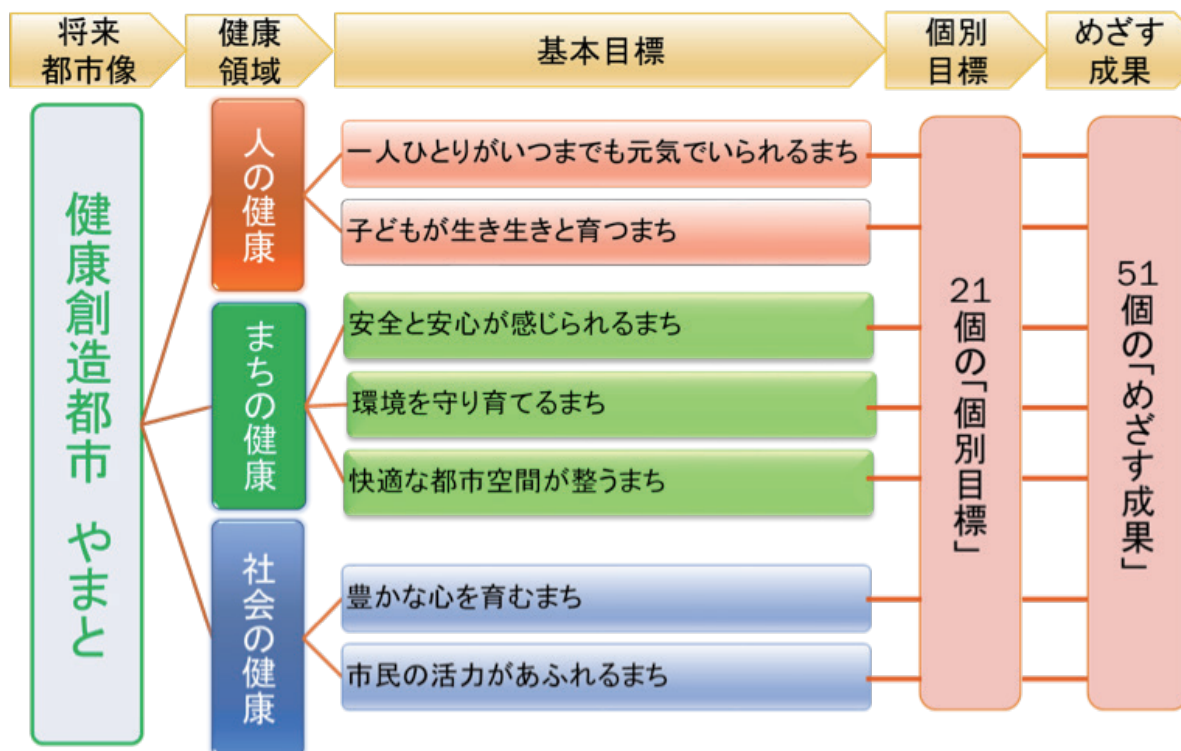 将来
都市像
健康
領域
基本目標
個別
目標
めざす
成果
健康創造都市 やまと
人の健康
一人ひとりがいつまでも元気でいられるまち
子どもが生き生きと育つまち
まちの健康
安全と安心が感じられるまち
環境を守り育てるまち
快適な都市空間が整うまち
社会の健康
豊かな心を育むまち
市民の活力があふれるまち
21個の「個別目標」
51個の「めざす成果」